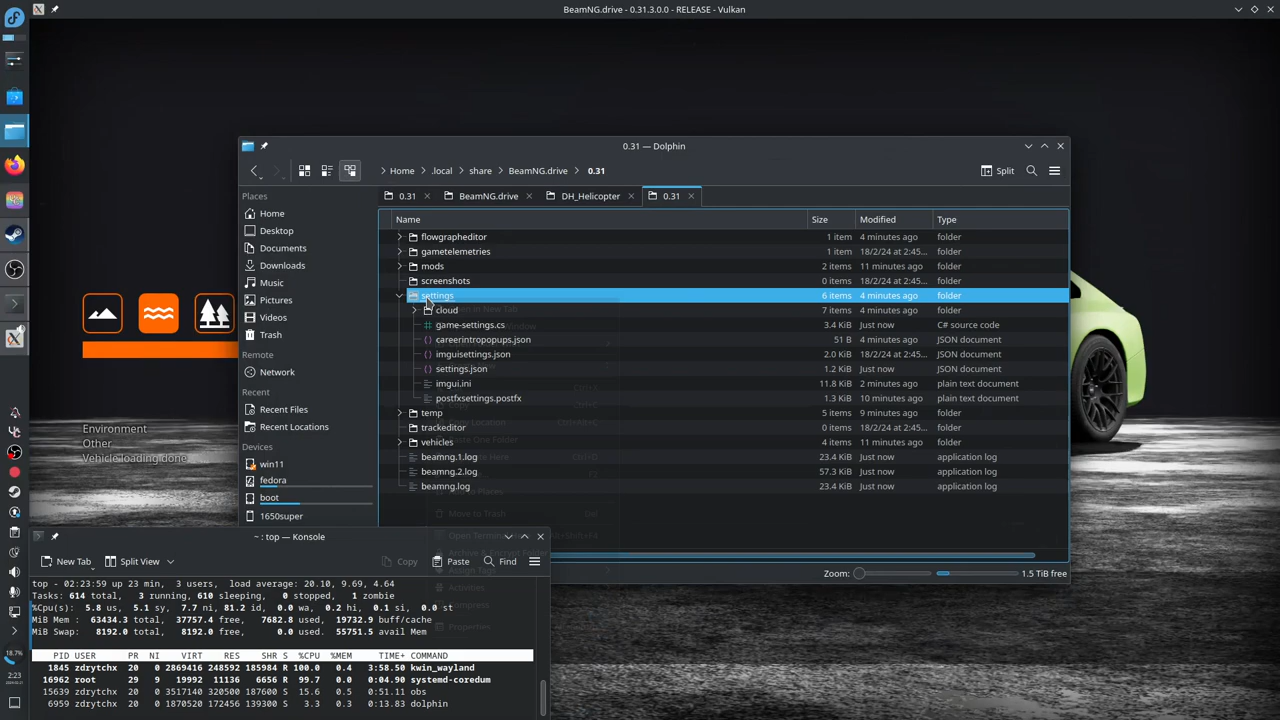 BeamNG.drive - 0.31.3.0.0 - RELEASE - Vulkan
0.31 — Dolphin
Home .local share BeamNG.drive 0.31
Split
0.31 BeamNG.drive DH_Helicopter 0.31
Places
Home
Desktop
Documents
Downloads
Music
Pictures
Videos
Trash
Remote
Network
Recent
Recent Files
Recent Locations
Devices
win11
fedora
boot
1650super
Name Size Modified Type
flowgrapheditor 1 item 4 minutes ago folder
gametelemetries 1 item 18/2/24 at 2:45... folder
mods 2 items 11 minute ago folder
screenshots 0 items 18/2/24 at 2:45... folder
settings 6 items 4 minutes ago folder
cloud 7 items 4 minutes ago folder
game-settings.cs 3.4 KiB Just now C# source code
careerintropopups.json 51 B 4 minutes ago JSON document
imguisettings.json 2.0 KiB 18/2/24 at 2:45... JSON document
settings.json 1.2 KiB Just now JSON document
imgui.ini 11.8 KiB 2 minutes ago plain text document
postfxsettings.postfx 1.3 KiB 10 minutes ago plain text document
temp 5 items 9 minutes ago folder
trackeditor 0 items 18/2/24 at 2:45... folder
vehicles 4 items 11 minute ago folder
beamng.1.log 23.4 KiB Just now application log
beamng.2.log 57.3 KiB Just now application log
beamng.log 23.4 KiB Just now application log
Move to Trash Del
Assign Tags
Activities
Compress
Properties
Zoom: 1.5 TiB free
Environment
Other
Vehicle loading done
~ : top — Konsole
New Tab Split View Copy Paste Find
top - 02:23:59 up 23 min, 3 users, load average: 20.10, 9.69, 4.64
Tasks: 614 total, 3 running, 610 sleeping, 0 stopped, 1 zombie
%Cpu(s): 5.8 us, 5.1 sy, 7.7 ni, 81.2 id, 0.0 wa, 0.2 hi, 0.1 si, 0.0 st
MiB Mem : 63434.3 total, 37757.4 free, 7682.8 used, 19732.9 buff/cache
MiB Swap: 8192.0 total, 8192.0 free, 0.0 used. 55751.5 avail Mem
PID USER PR NI VIRT RES SHR S %CPU %MEM TIME+ COMMAND
1845 zdrytchx 20 0 2869416 248592 185984 R 100.0 0.4 3:58.50 kwin_wayland
16962 root 29 9 19992 11136 6656 R 99.7 0.0 0:04.90 systemd-coredum
15639 zdrytchx 20 0 3517140 320500 187600 S 15.6 0.5 0:51.11 obs
6959 zdrytchx 20 0 1870520 172456 139300 S 3.3 0.3 0:13.83 dolphin
18.7%
2:23